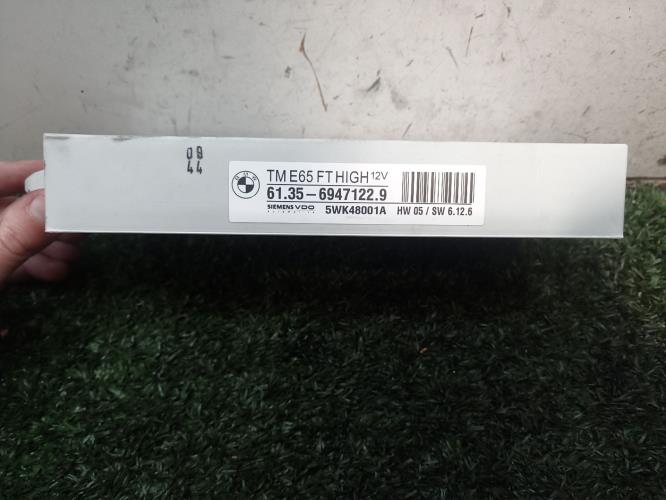 09
44
BMW
TM E65 FT HIGH 12V
61.35-6947122.9
SIEMENS VDO
5WK48001A HW 05 / SW 6.12.6